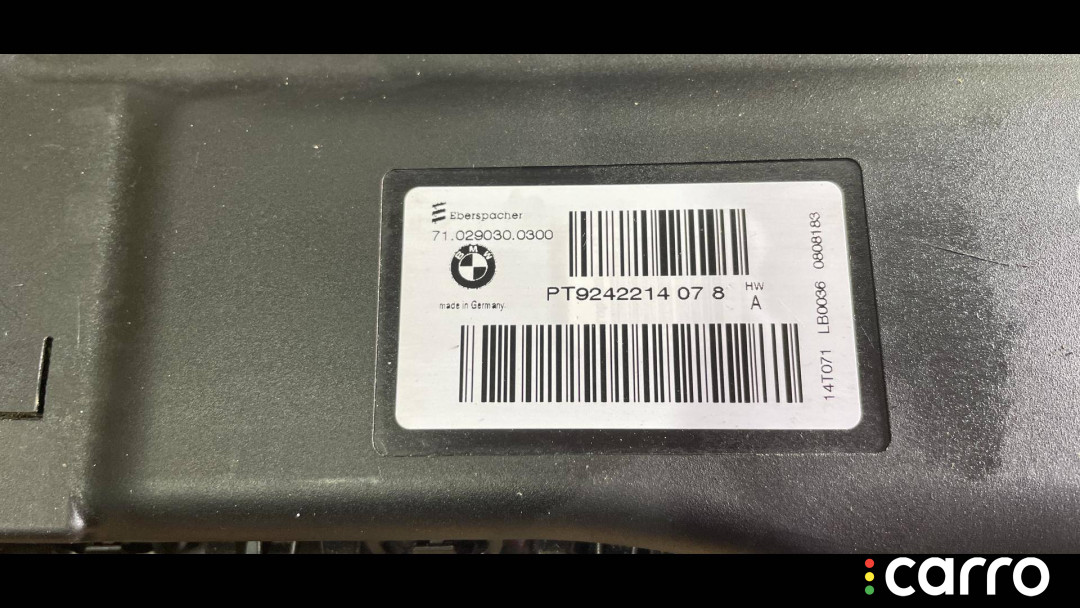 Eberspacher
71.029030.0300
BMW
made in Germany.
PT9242214 07 8
HW
A
14T071 LB0036 0808183
carro